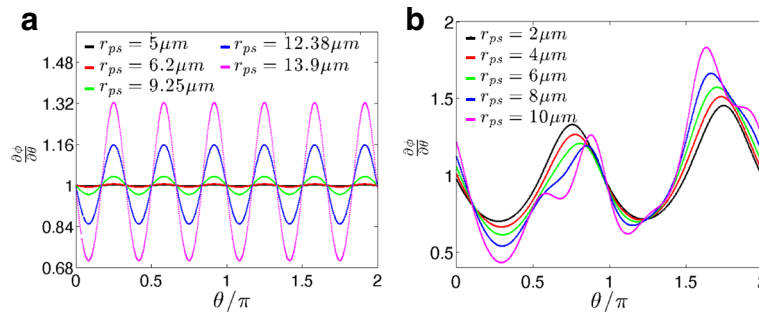 a
r_ps = 5μm
r_ps = 6.2μm
r_ps = 9.25μm
r_ps = 12.38μm
r_ps = 13.9μm
1.48
1.32
1.16
1
0.84
0.68
∂φ/∂θ
0 0.5 1 1.5 2
θ/π
b
r_ps = 2μm
r_ps = 4μm
r_ps = 6μm
r_ps = 8μm
r_ps = 10μm
2
1.5
1
0.5
∂φ/∂θ
0 0.5 1 1.5 2
θ/π